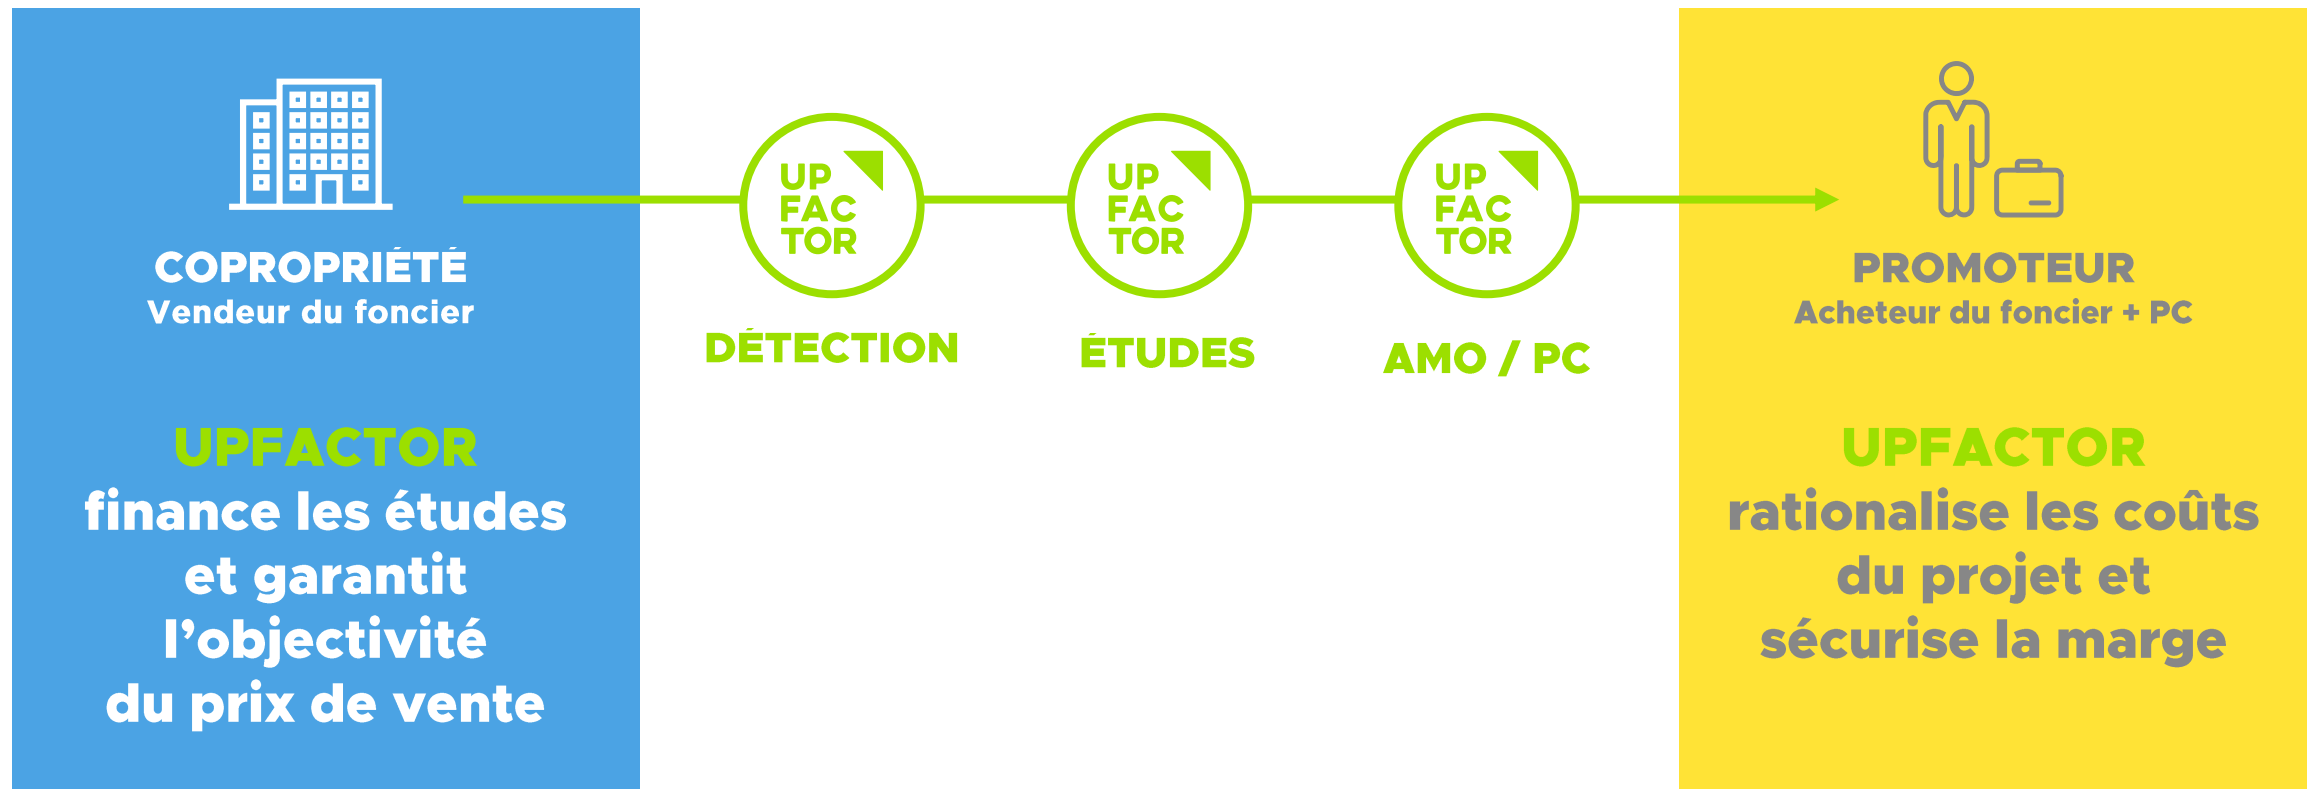 COPROPRIÉTÉ
Vendeur du foncier
UPFACTOR
finance les études
et garantit
l’objectivité
du prix de vente
UP
FAC
TOR
DÉTECTION
UP
FAC
TOR
ÉTUDES
UP
FAC
TOR
AMO / PC
PROMOTEUR
Acheteur du foncier + PC
UPFACTOR
rationalise les coûts
du projet et
sécurise la marge